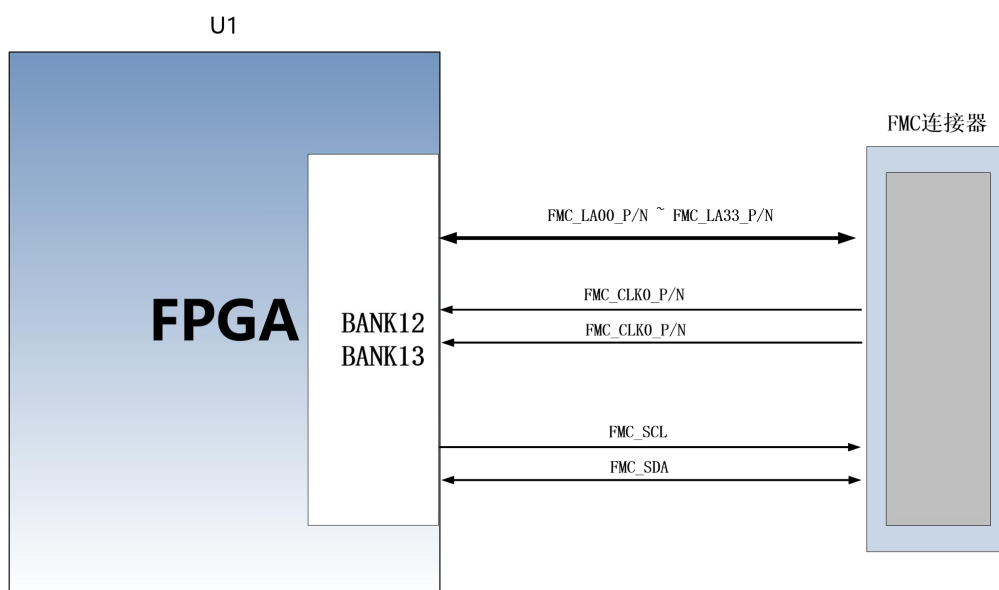 U1
FMC连接器
FMC_LA00_P/N ~ FMC_LA33_P/N
FMC_CLK0_P/N
FPGA
BANK12
BANK13
FMC_CLK0_P/N
FMC_SCL
FMC_SDA